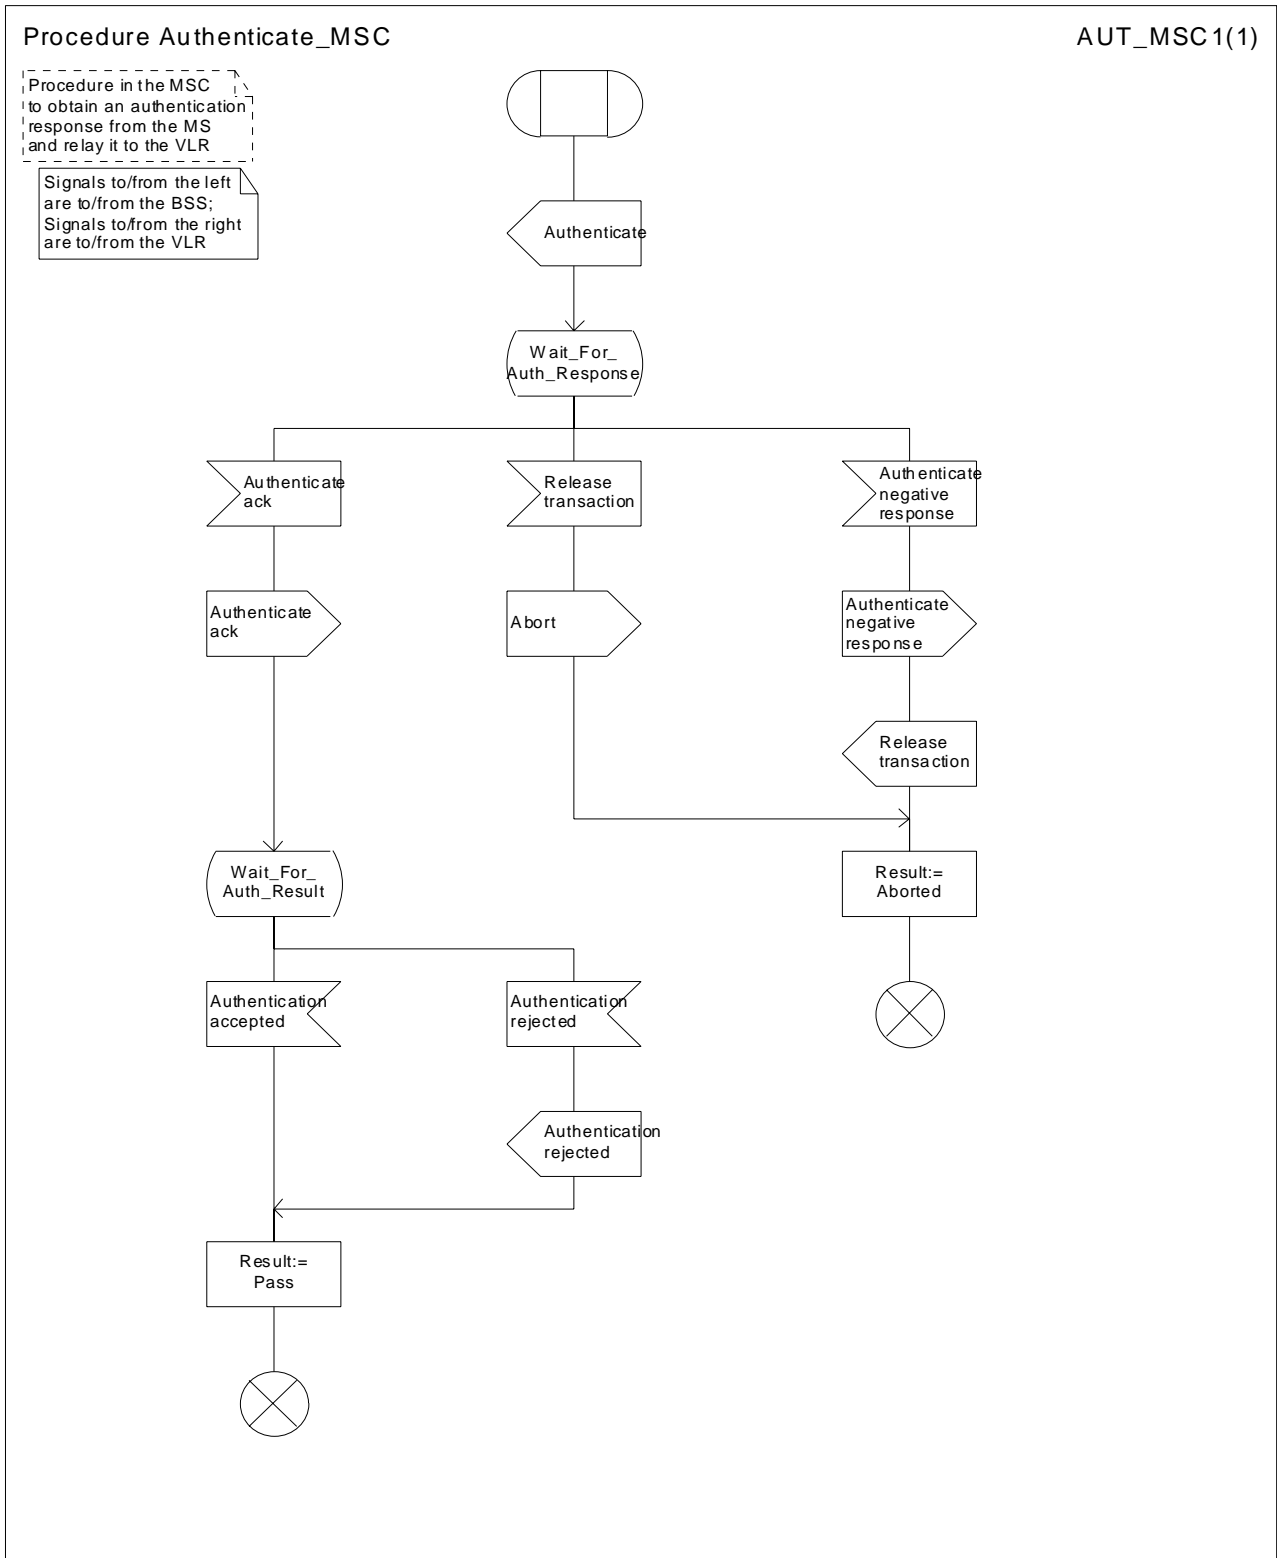 Procedure Authenticate_MSC
AUT_MSC1(1)
Procedure in the MSC
to obtain an authentication
response from the MS
and relay it to the VLR
Signals to/from the left
are to/from the BSS;
Signals to/from the right
are to/from the VLR
Authenticate
Wait_For_
Auth_Response
Authenticate
ack
Release
transaction
Authenticate
negative
response
Authenticate
ack
Abort
Authenticate
negative
response
Release
transaction
Wait_For_
Auth_Result
Result:=
Aborted
Authentication
accepted
Authentication
rejected
Authentication
rejected
Result:=
Pass